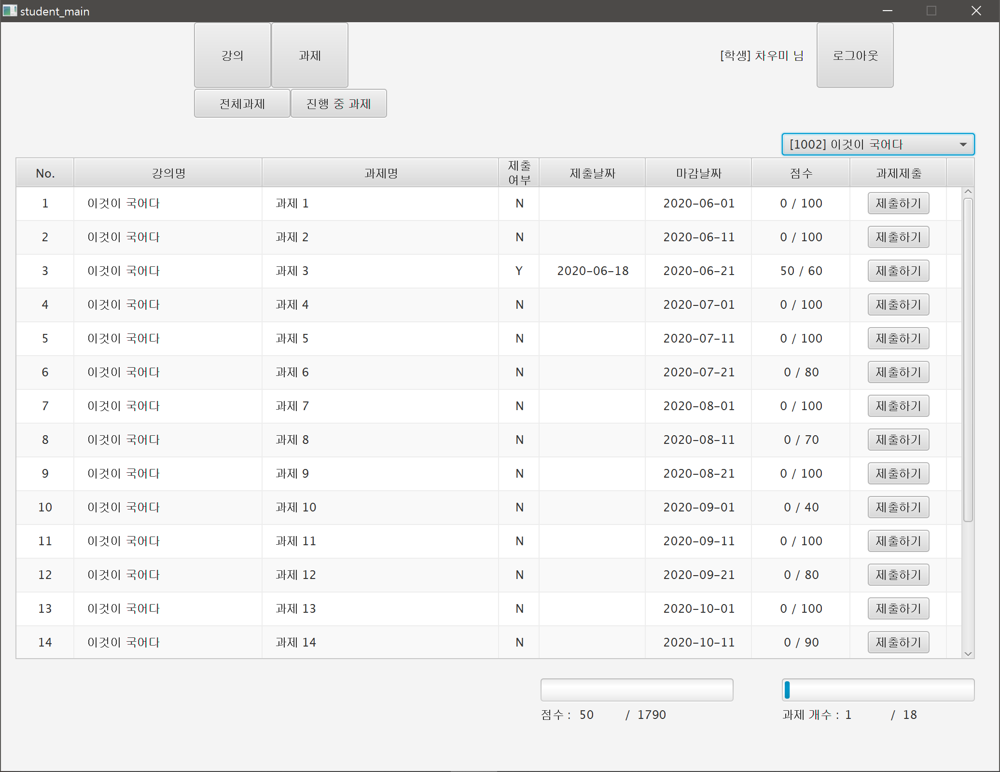 student_main
강의 과제 [학생] 차우미 님 로그아웃
전체과제 진행 중 과제
[1002] 이것이 국어다
No. 강의명 과제명 제출 여부 제출날짜 마감날짜 점수 과제제출
1 이것이 국어다 과제 1 N 2020-06-01 0 / 100 제출하기
2 이것이 국어다 과제 2 N 2020-06-11 0 / 100 제출하기
3 이것이 국어다 과제 3 Y 2020-06-18 2020-06-21 50 / 60 제출하기
4 이것이 국어다 과제 4 N 2020-07-01 0 / 100 제출하기
5 이것이 국어다 과제 5 N 2020-07-11 0 / 100 제출하기
6 이것이 국어다 과제 6 N 2020-07-21 0 / 80 제출하기
7 이것이 국어다 과제 7 N 2020-08-01 0 / 100 제출하기
8 이것이 국어다 과제 8 N 2020-08-11 0 / 70 제출하기
9 이것이 국어다 과제 9 N 2020-08-21 0 / 100 제출하기
10 이것이 국어다 과제 10 N 2020-09-01 0 / 40 제출하기
11 이것이 국어다 과제 11 N 2020-09-11 0 / 100 제출하기
12 이것이 국어다 과제 12 N 2020-09-21 0 / 80 제출하기
13 이것이 국어다 과제 13 N 2020-10-01 0 / 100 제출하기
14 이것이 국어다 과제 14 N 2020-10-11 0 / 90 제출하기
점수 : 50 / 1790 과제 개수 : 1 / 18